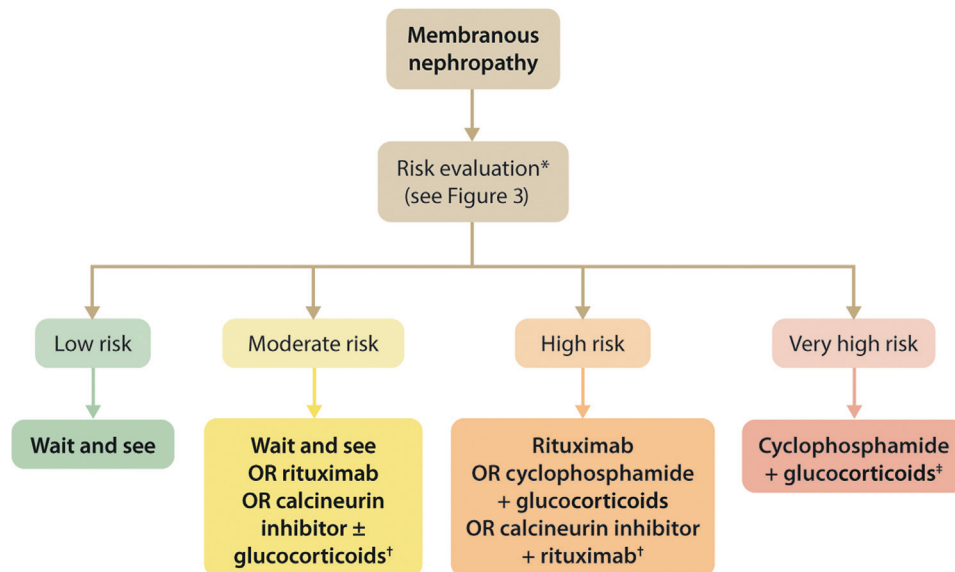 Membranous
nephropathy
Risk evaluation*
(see Figure 3)
Low risk
Moderate risk
High risk
Very high risk
Wait and see
Wait and see
OR rituximab
OR calcineurin
inhibitor ±
glucocorticoids†
Rituximab
OR cyclophosphamide
+ glucocorticoids
OR calcineurin inhibitor
+ rituximab†
Cyclophosphamide
+ glucocorticoids‡